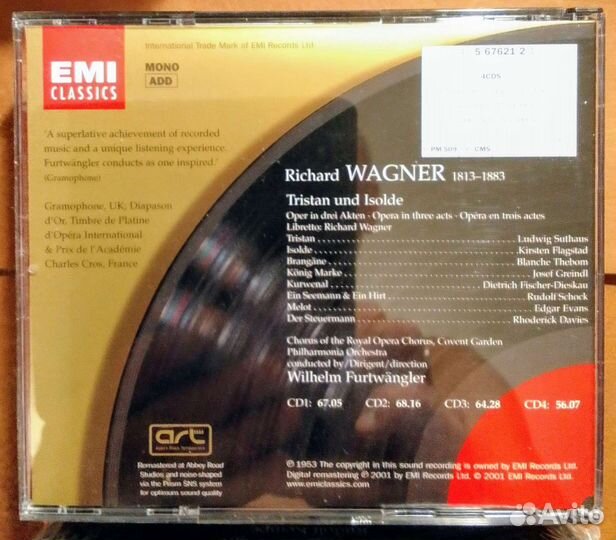 International Trade Mark of EMI Records Ltd.
EMI
CLASSICS
MONO
ADD
5 67621 2
4CDS
PM 509 CMS
'A superlative achievement of recorded
music and a unique listening experience.
Furtwängler conducts as one inspired.'
(Gramophone)
Gramophone, UK; Diapason
d'Or, Timbre de Platine
d'Opéra International
& Prix de l'Académie
Charles Cros, France
Richard WAGNER 1813–1883
Tristan und Isolde
Oper in drei Akten · Opera in three acts · Opéra en trois actes
Libretto: Richard Wagner
Tristan Ludwig Suthaus
Isolde Kirsten Flagstad
Brangäne Blanche Thebom
König Marke Josef Greindl
Kurwenal Dietrich Fischer-Dieskau
Ein Seemann & Ein Hirt Rudolf Schock
Melot Edgar Evans
Der Steuermann Rhoderick Davies
Chorus of the Royal Opera Chorus, Covent Garden
Philharmonia Orchestra
conducted by/Dirigent/direction
Wilhelm Furtwängler
CD1: 67.05 CD2: 68.16 CD3: 64.28 CD4: 56.07
art
Remastered at Abbey Road
Studios and noise-shaped
via the Prism SNS system
for optimum sound quality
℗ 1953 The copyright in this sound recording is owned by EMI Records Ltd.
Digital remastering ℗ 2001 by EMI Records Ltd. © 2001 EMI Records Ltd.
www.emiclassics.com
Avito